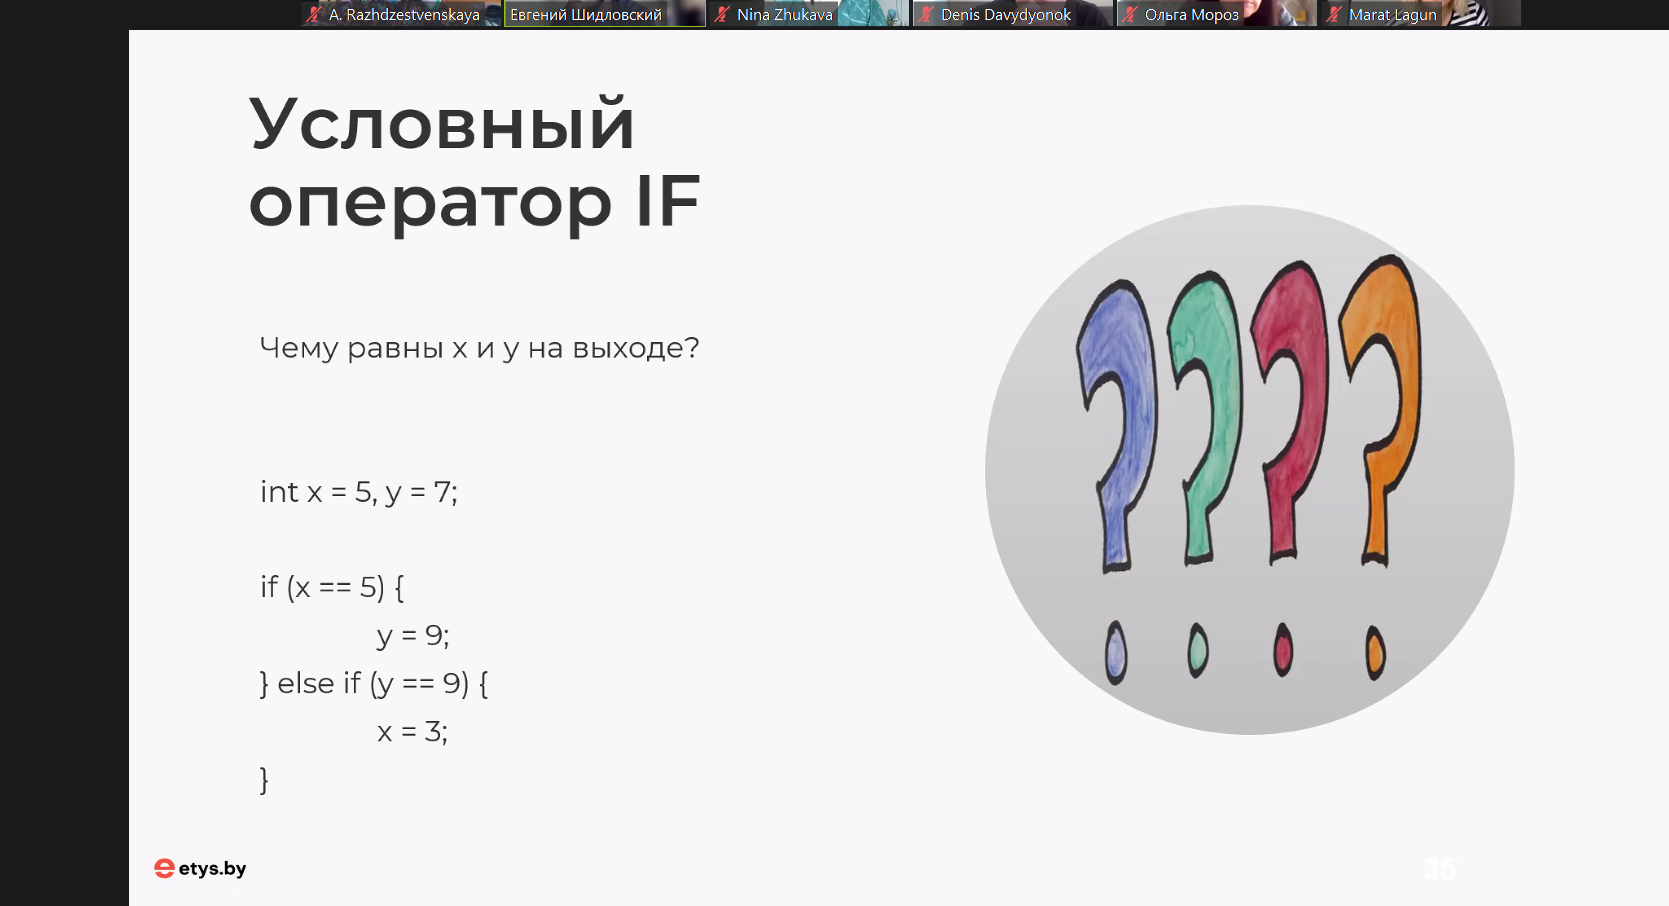 A. Razhdzestvenskaya
Евгений Шидловский
Nina Zhukava
Denis Davydyonok
Ольга Мороз
Marat Lagun
Условный
оператор IF
Чему равны x и y на выходе?
int x = 5, y = 7;
if (x == 5) {
y = 9;
} else if (y == 9) {
x = 3;
}
etys.by
35